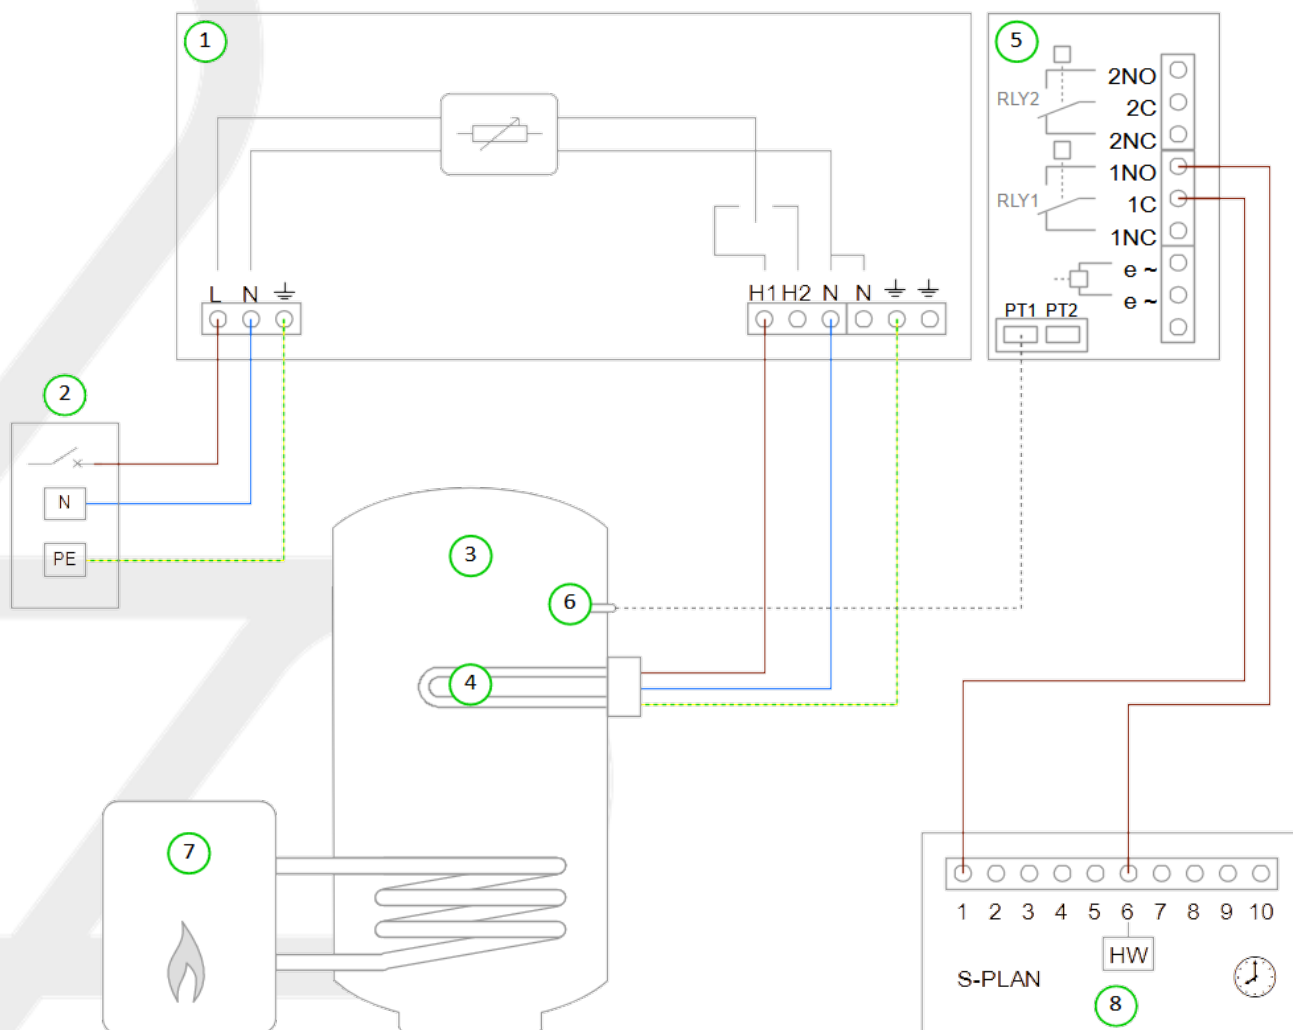 1
5
2NO
RLY2
2C
2NC
1NO
RLY1
1C
1NC
e ~
e ~
PT1 PT2
L N
H1 H2 N N
2
N
PE
3
6
4
7
1 2 3 4 5 6 7 8 9 10
HW
S-PLAN
8